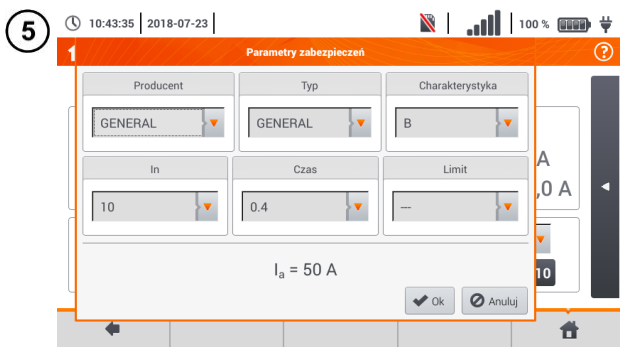 5
10:43:35 2018-07-23 100 %
Parametry zabezpieczeń ?
Producent Typ Charakterystyka
GENERAL GENERAL B
In Czas Limit
10 0.4 ---
A
,0 A
Ia = 50 A
10
Ok Anuluj